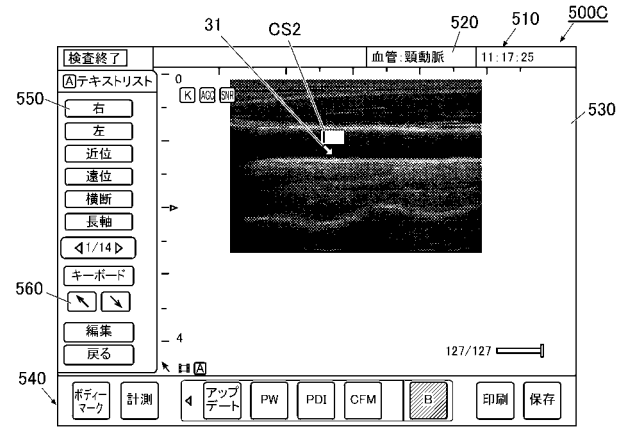 500C
31
CS2
520
510
検査終了
血管:頸動脈
11:17:25
Aテキストリスト
0
K
AGC
SNR
550
530
右
左
近位
遠位
横断
長軸
1/14
キーボード
560
編集
4
戻る
127/127
A
540
ボディー
マーク
計測
アップ
デート
PW
PDI
CFM
B
印刷
保存